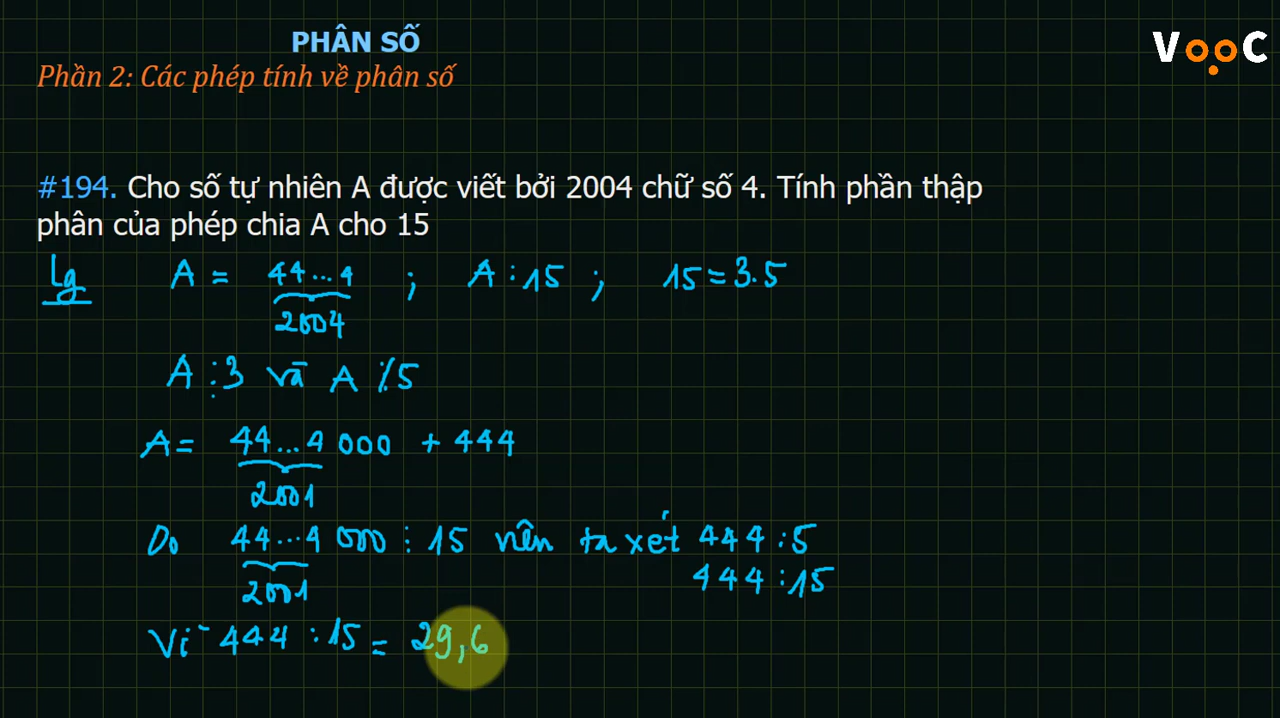 PHÂN SỐ
VooC
Phần 2: Các phép tính về phân số
#194. Cho số tự nhiên A được viết bởi 2004 chữ số 4. Tính phần thập
phân của phép chia A cho 15
lg A = 44...4 ; A : 15 ; 15 = 3.5
2004
A ⋮ 3 và A ⋮̸ 5
A = 44...4 000 + 444
2001
Do 44...4 000 ⋮ 15 nên ta xét 444 : 5
2001
444 : 15
Vì 444 : 15 = 29,6